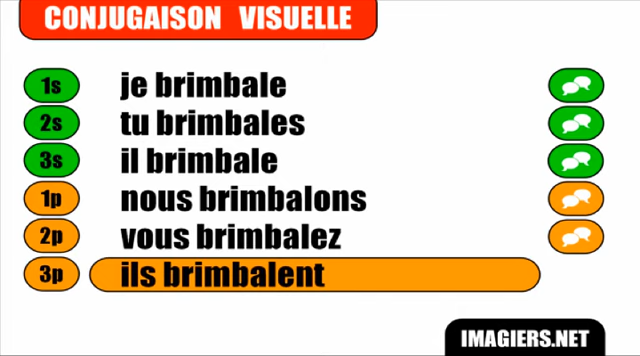 CONJUGAISON VISUELLE
1s je brimbale
2s tu brimbales
3s il brimbale
1p nous brimbalons
2p vous brimbalez
3p ils brimbalent
IMAGIERS.NET